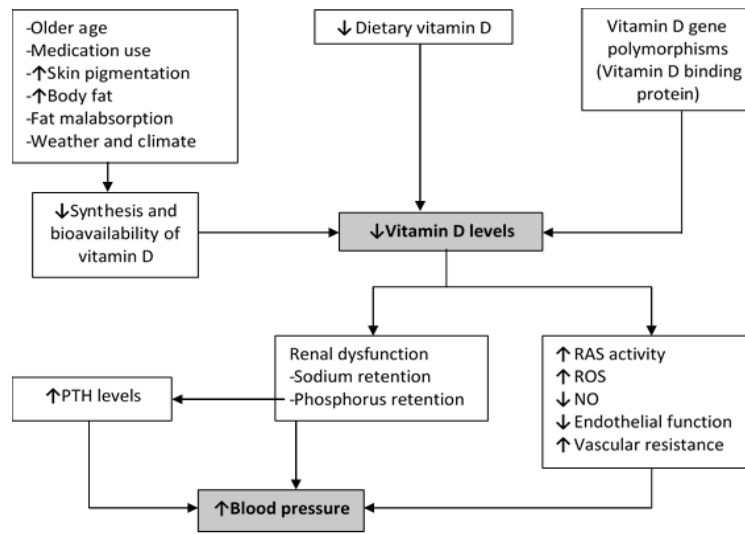 -Older age
-Medication use
-↑Skin pigmentation
-↑Body fat
-Fat malabsorption
-Weather and climate
↓ Dietary vitamin D
Vitamin D gene
polymorphisms
(Vitamin D binding
protein)
↓Synthesis and
bioavailability of
vitamin D
↓Vitamin D levels
Renal dysfunction
-Sodium retention
-Phosphorus retention
↑ RAS activity
↑ ROS
↓ NO
↓ Endothelial function
↑ Vascular resistance
↑PTH levels
↑Blood pressure